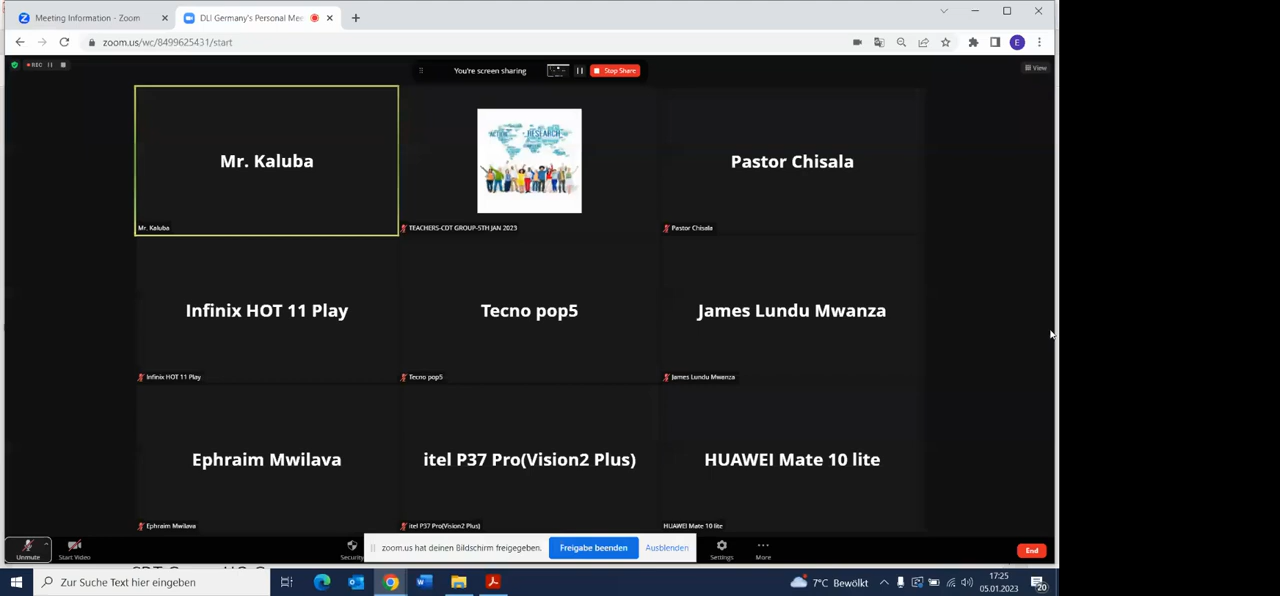 Meeting Information - Zoom
DLI Germany's Personal Mee
zoom.us/wc/8499625431/start
E
REC
You're screen sharing
Stop Share
View
Mr. Kaluba
ACTION
RESEARCH
Pastor Chisala
Mr. Kaluba
TEACHERS-CDT GROUP-5TH JAN 2023
Pastor Chisala
Infinix HOT 11 Play
Tecno pop5
James Lundu Mwanza
Infinix HOT 11 Play
Tecno pop5
James Lundu Mwanza
Ephraim Mwilava
itel P37 Pro(Vision2 Plus)
HUAWEI Mate 10 lite
Ephraim Mwilava
itel P37 Pro(Vision2 Plus)
HUAWEI Mate 10 lite
Unmute
Start Video
Security
zoom.us hat deinen Bildschirm freigegeben.
Freigabe beenden
Ausblenden
Settings
More
End
Zur Suche Text hier eingeben
7°C Bewölkt
17:25
05.01.2023
20